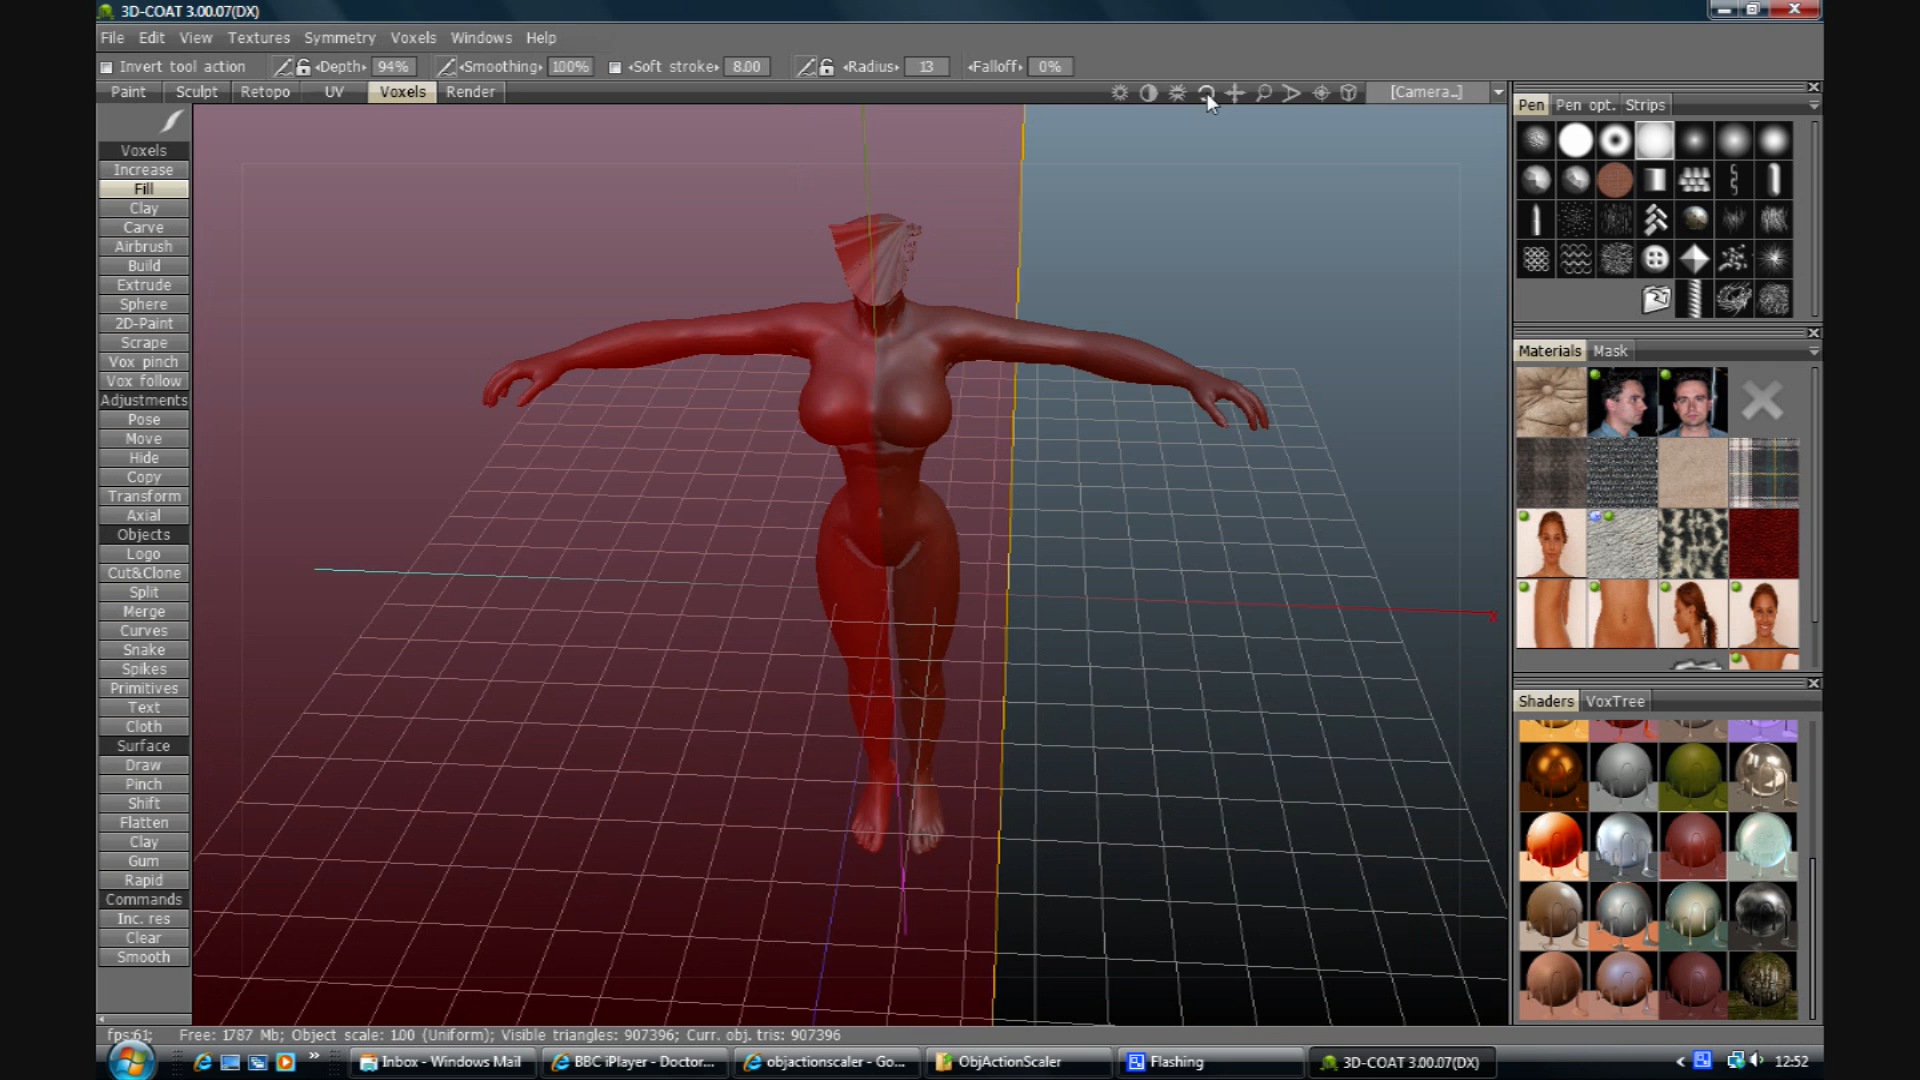 3D-COAT 3.00.07(DX)
File Edit View Textures Symmetry Voxels Windows Help
Invert tool action Depth 94% Smoothing 100% Soft stroke 8.00 Radius 13 Falloff 0%
Paint Sculpt Retopo UV Voxels Render [Camera…]
Pen Pen opt. Strips
Voxels
Increase
Fill
Clay
Carve
Airbrush
Build
Extrude
Sphere
2D-Paint
Scrape
Vox pinch
Vox follow
Adjustments
Pose
Move
Hide
Copy
Transform
Axial
Objects
Logo
Cut&Clone
Split
Merge
Curves
Snake
Spikes
Primitives
Text
Cloth
Surface
Draw
Pinch
Shift
Flatten
Clay
Gum
Rapid
Commands
Inc. res
Clear
Smooth
x
Materials Mask
Shaders VoxTree
fps:61; Free: 1787 Mb; Object scale: 1.00 (Uniform); Visible triangles: 907396; Curr. obj. tris: 907396
Inbox - Windows Mail BBC iPlayer - Doctor... objactionscaler - Go... ObjActionScaler Flashing 3D-COAT 3.00.07(DX) 12:52